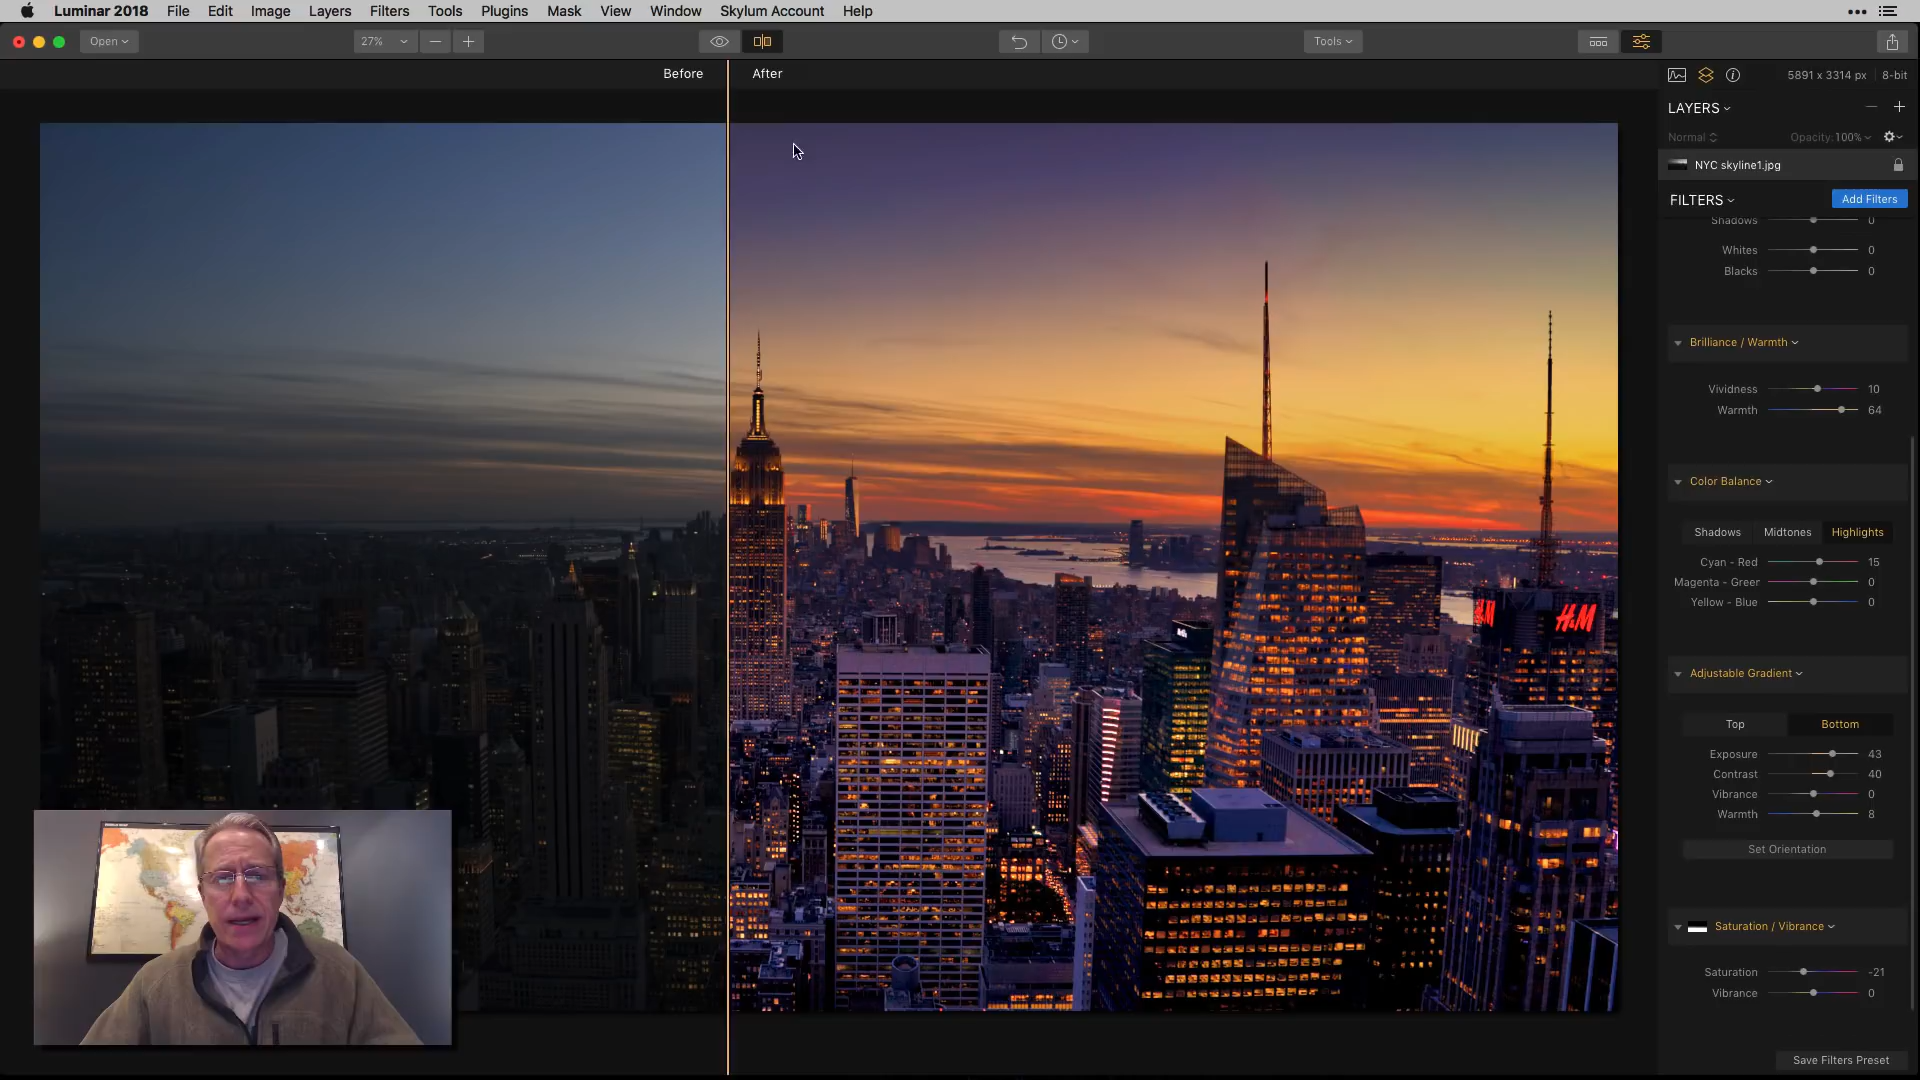 Luminar 2018 File Edit Image Layers Filters Tools Plugins Mask View Window Skylum Account Help
Open 27% Tools
Before After
5891 x 3314 px 8-bit
LAYERS
Normal Opacity: 100%
NYC skyline1.jpg
FILTERS Add Filters
Shadows 0
Whites 0
Blacks 0
Brilliance / Warmth
Vividness 10
Warmth 64
Color Balance
Shadows Midtones Highlights
Cyan - Red 15
Magenta - Green 0
Yellow - Blue 0
H&M H&M
Adjustable Gradient
Top Bottom
Exposure 43
Contrast 40
Vibrance 0
Warmth 8
Set Orientation
Saturation / Vibrance
Saturation -21
Vibrance 0
Save Filters Preset